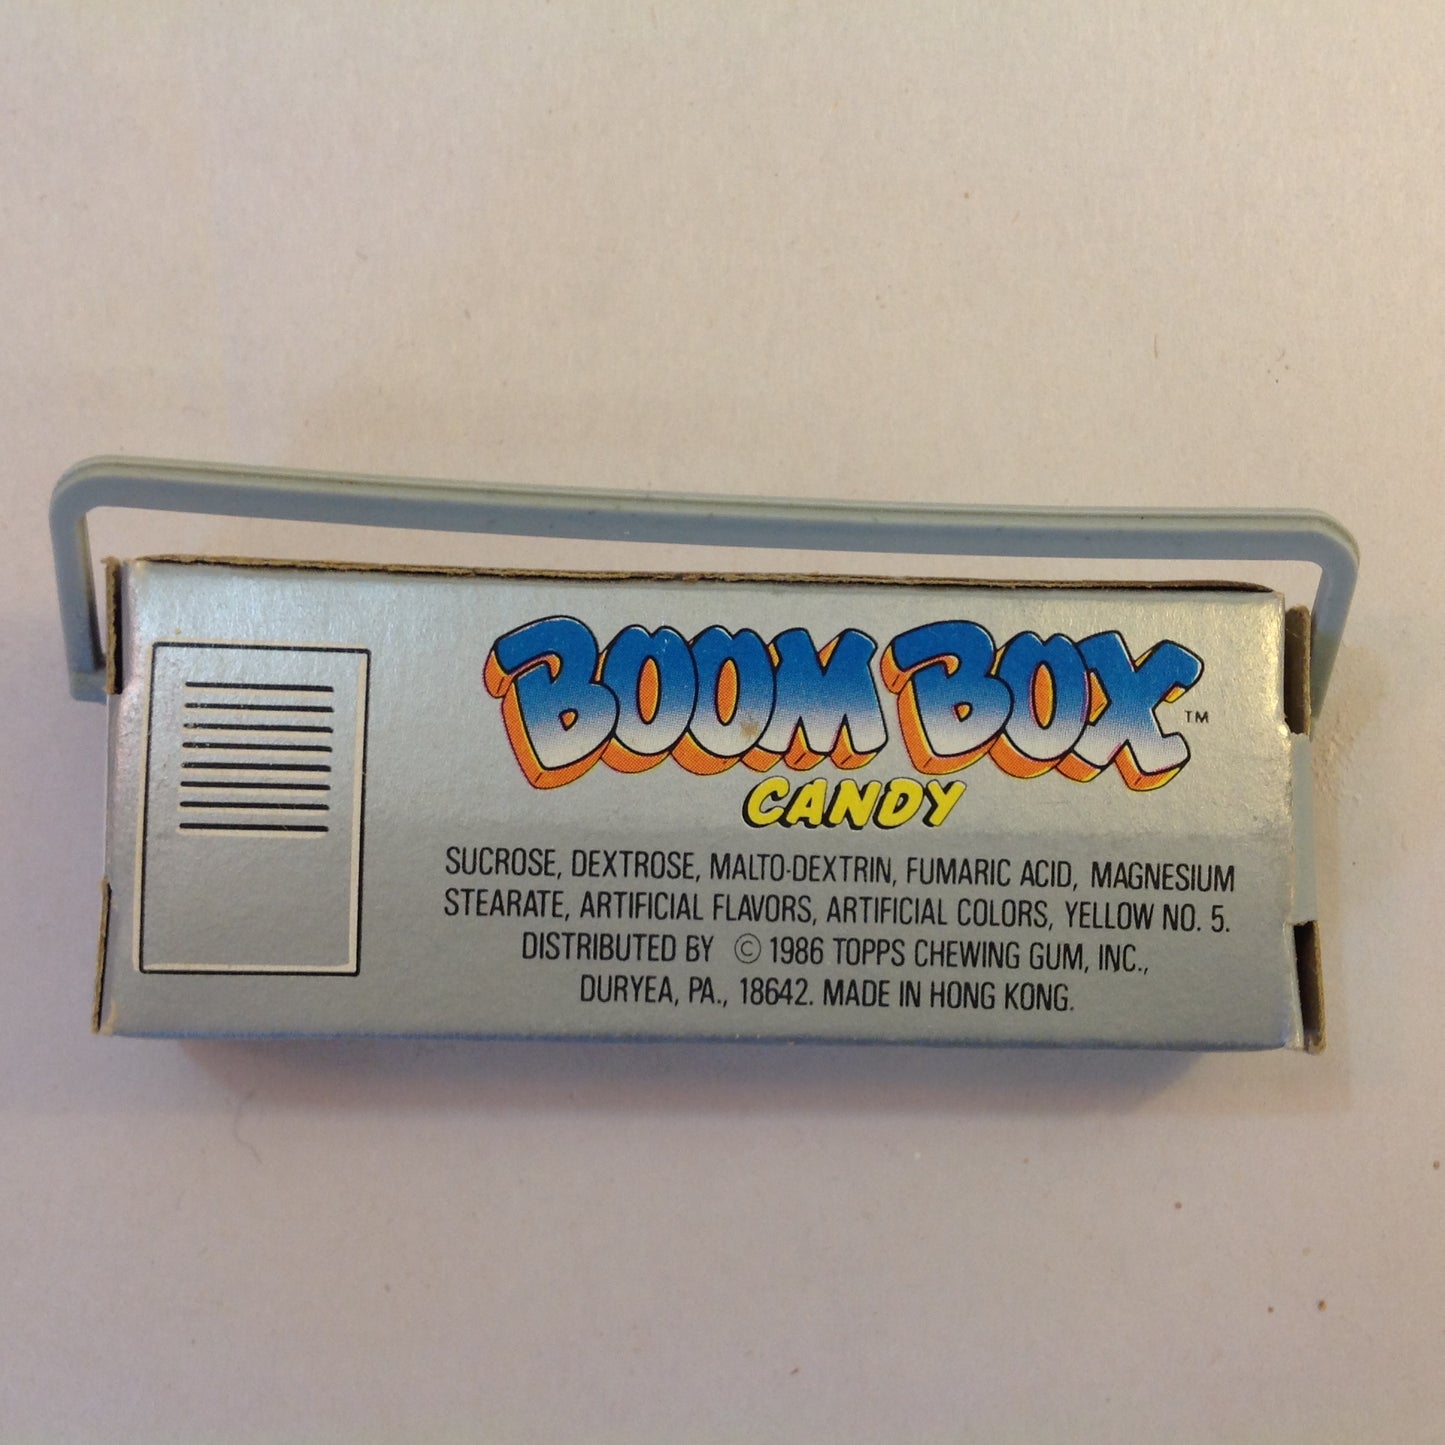 BOOM BOX™
CANDY
SUCROSE, DEXTROSE, MALTO-DEXTRIN, FUMARIC ACID, MAGNESIUM
STEARATE, ARTIFICIAL FLAVORS, ARTIFICIAL COLORS, YELLOW NO. 5.
DISTRIBUTED BY © 1986 TOPPS CHEWING GUM, INC.,
DURYEA, PA., 18642. MADE IN HONG KONG.